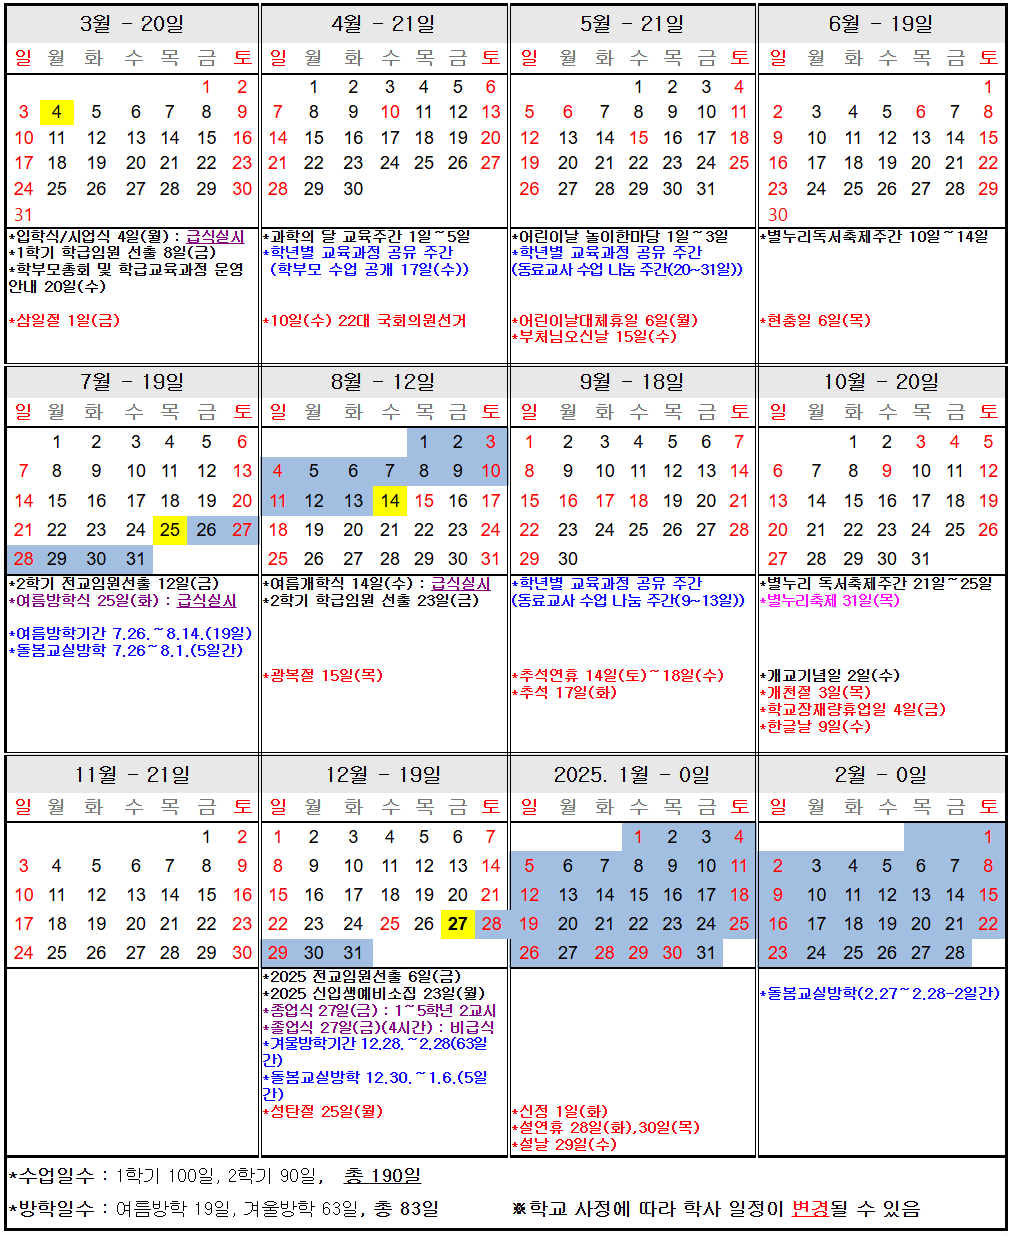 3월 - 20일
일 월 화 수 목 금 토
1 2
3 4 5 6 7 8 9
10 11 12 13 14 15 16
17 18 19 20 21 22 23
24 25 26 27 28 29 30
31
*입학식/시업식 4일(월) : 급식실시
*1학기 학급임원 선출 8일(금)
*학부모총회 및 학급교육과정 운영
안내 20일(수)
*삼일절 1일(금)
4월 - 21일
일 월 화 수 목 금 토
1 2 3 4 5 6
7 8 9 10 11 12 13
14 15 16 17 18 19 20
21 22 23 24 25 26 27
28 29 30
*과학의 달 교육주간 1일~5일
*학년별 교육과정 공유 주간
(학부모 수업 공개 17일(수))
*10일(수) 22대 국회의원선거
5월 - 21일
일 월 화 수 목 금 토
1 2 3 4
5 6 7 8 9 10 11
12 13 14 15 16 17 18
19 20 21 22 23 24 25
26 27 28 29 30 31
*어린이날 놀이한마당 1일~3일
*학년별 교육과정 공유 주간
(동료교사 수업 나눔 주간(20~31일))
*어린이날대체휴일 6일(월)
*부처님오신날 15일(수)
6월 - 19일
일 월 화 수 목 금 토
1
2 3 4 5 6 7 8
9 10 11 12 13 14 15
16 17 18 19 20 21 22
23 24 25 26 27 28 29
30
*별누리독서축제주간 10일~14일
*현충일 6일(목)
7월 - 19일
일 월 화 수 목 금 토
1 2 3 4 5 6
7 8 9 10 11 12 13
14 15 16 17 18 19 20
21 22 23 24 25 26 27
28 29 30 31
*2학기 전교임원선출 12일(금)
*여름방학식 25일(화) : 급식실시
*여름방학기간 7.26.~8.14.(19일)
*돌봄교실방학 7.26~8.1.(5일간)
8월 - 12일
일 월 화 수 목 금 토
1 2 3
4 5 6 7 8 9 10
11 12 13 14 15 16 17
18 19 20 21 22 23 24
25 26 27 28 29 30 31
*여름개학식 14일(수) : 급식실시
*2학기 학급임원 선출 23일(금)
*광복절 15일(목)
9월 - 18일
일 월 화 수 목 금 토
1 2 3 4 5 6 7
8 9 10 11 12 13 14
15 16 17 18 19 20 21
22 23 24 25 26 27 28
29 30
*학년별 교육과정 공유 주간
(동료교사 수업 나눔 주간(9~13일))
*추석연휴 14일(토)~18일(수)
*추석 17일(화)
10월 - 20일
일 월 화 수 목 금 토
1 2 3 4 5
6 7 8 9 10 11 12
13 14 15 16 17 18 19
20 21 22 23 24 25 26
27 28 29 30 31
*별누리 독서축제주간 21일~25일
*별누리축제 31일(목)
*개교기념일 2일(수)
*개천절 3일(목)
*학교장재량휴업일 4일(금)
*한글날 9일(수)
11월 - 21일
일 월 화 수 목 금 토
1 2
3 4 5 6 7 8 9
10 11 12 13 14 15 16
17 18 19 20 21 22 23
24 25 26 27 28 29 30
12월 - 19일
일 월 화 수 목 금 토
1 2 3 4 5 6 7
8 9 10 11 12 13 14
15 16 17 18 19 20 21
22 23 24 25 26 27 28
29 30 31
*2025 전교임원선출 6일(금)
*2025 신입생예비소집 23일(월)
*종업식 27일(금) : 1~5학년 2교시
*졸업식 27일(금)(4시간) : 비급식
*겨울방학기간 12.28.~2.28(63일
간)
*돌봄교실방학 12.30.~1.6.(5일
간)
*성탄절 25일(월)
2025. 1월 - 0일
일 월 화 수 목 금 토
1 2 3 4
5 6 7 8 9 10 11
12 13 14 15 16 17 18
19 20 21 22 23 24 25
26 27 28 29 30 31
*신정 1일(화)
*설연휴 28일(화),30일(목)
*설날 29일(수)
2월 - 0일
일 월 화 수 목 금 토
1
2 3 4 5 6 7 8
9 10 11 12 13 14 15
16 17 18 19 20 21 22
23 24 25 26 27 28
*돌봄교실방학(2.27~2.28-2일간)
*수업일수 : 1학기 100일, 2학기 90일, 총 190일
*방학일수 : 여름방학 19일, 겨울방학 63일, 총 83일 ※학교 사정에 따라 학사 일정이 변경될 수 있음